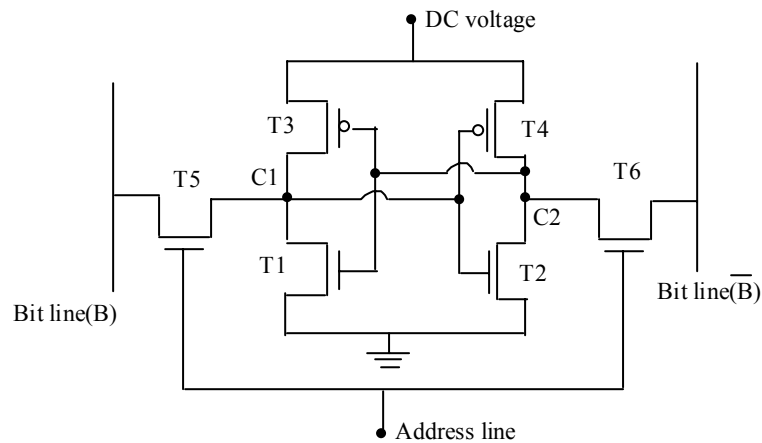 DC voltage
T3
T4
T5
C1
T6
C2
T1
T2
Bit line(B)
Bit line(B̅)
Address line